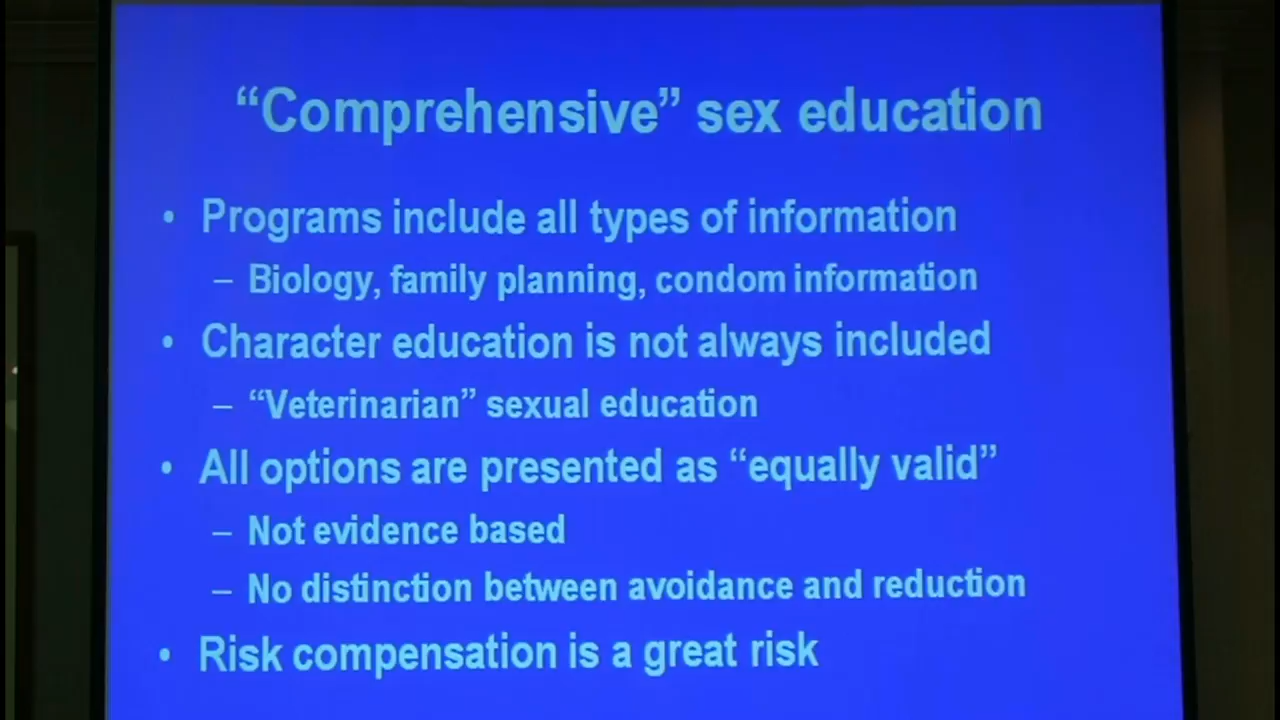 “Comprehensive” sex education
• Programs include all types of information
– Biology, family planning, condom information
• Character education is not always included
– “Veterinarian” sexual education
• All options are presented as “equally valid”
– Not evidence based
– No distinction between avoidance and reduction
• Risk compensation is a great risk